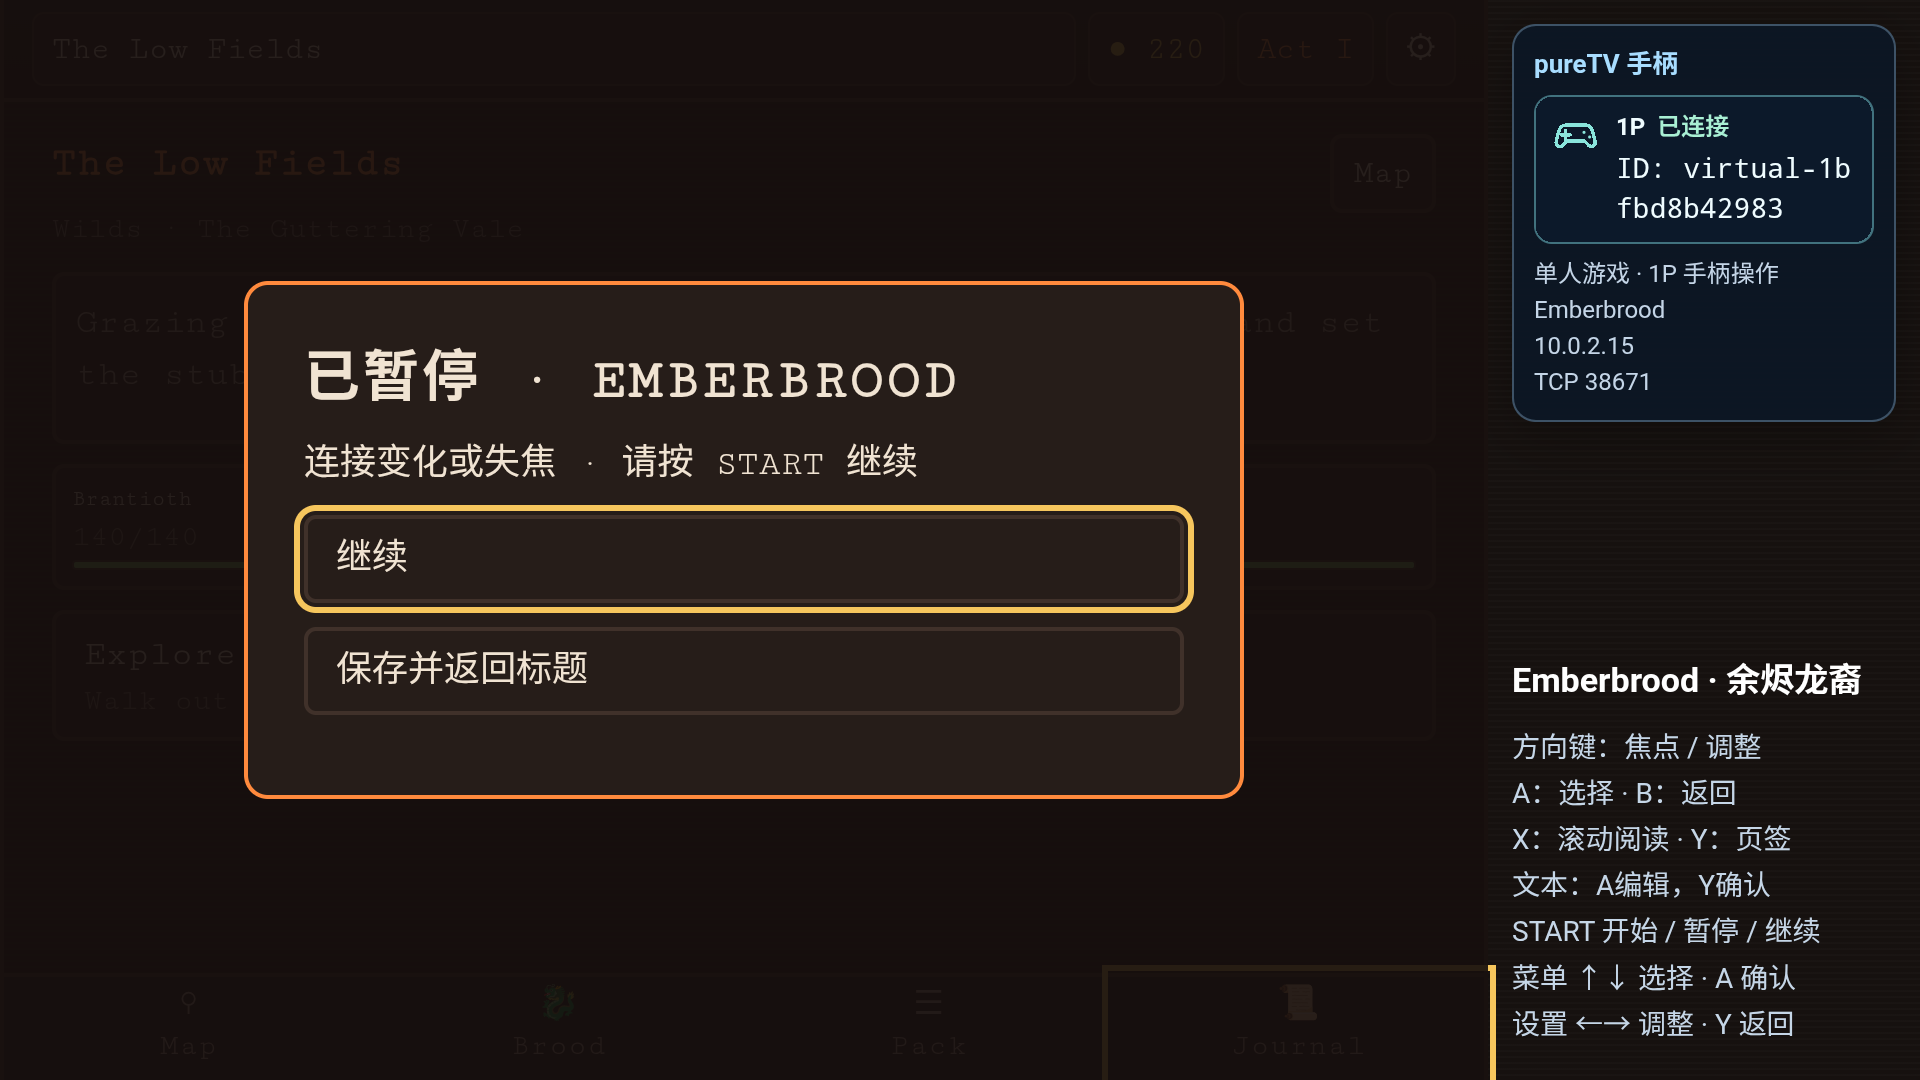 The Low Fields
220
Act I
The Low Fields
Map
Wilds · The Guttering Vale
Grazing
and set
the stub
已暂停 · EMBERBROOD
连接变化或失焦 · 请按 START 继续
继续
保存并返回标题
Brantioth
140/140
Explore
Walk out
Map
Brood
Pack
Journal
pureTV 手柄
1P 已连接
ID: virtual-1b
fbd8b42983
单人游戏 · 1P 手柄操作
Emberbrood
10.0.2.15
TCP 38671
Emberbrood · 余烬龙裔
方向键：焦点 / 调整
A：选择 · B：返回
X：滚动阅读 · Y：页签
文本：A编辑，Y确认
START 开始 / 暂停 / 继续
菜单 ↑↓ 选择 · A 确认
设置 ←→ 调整 · Y 返回